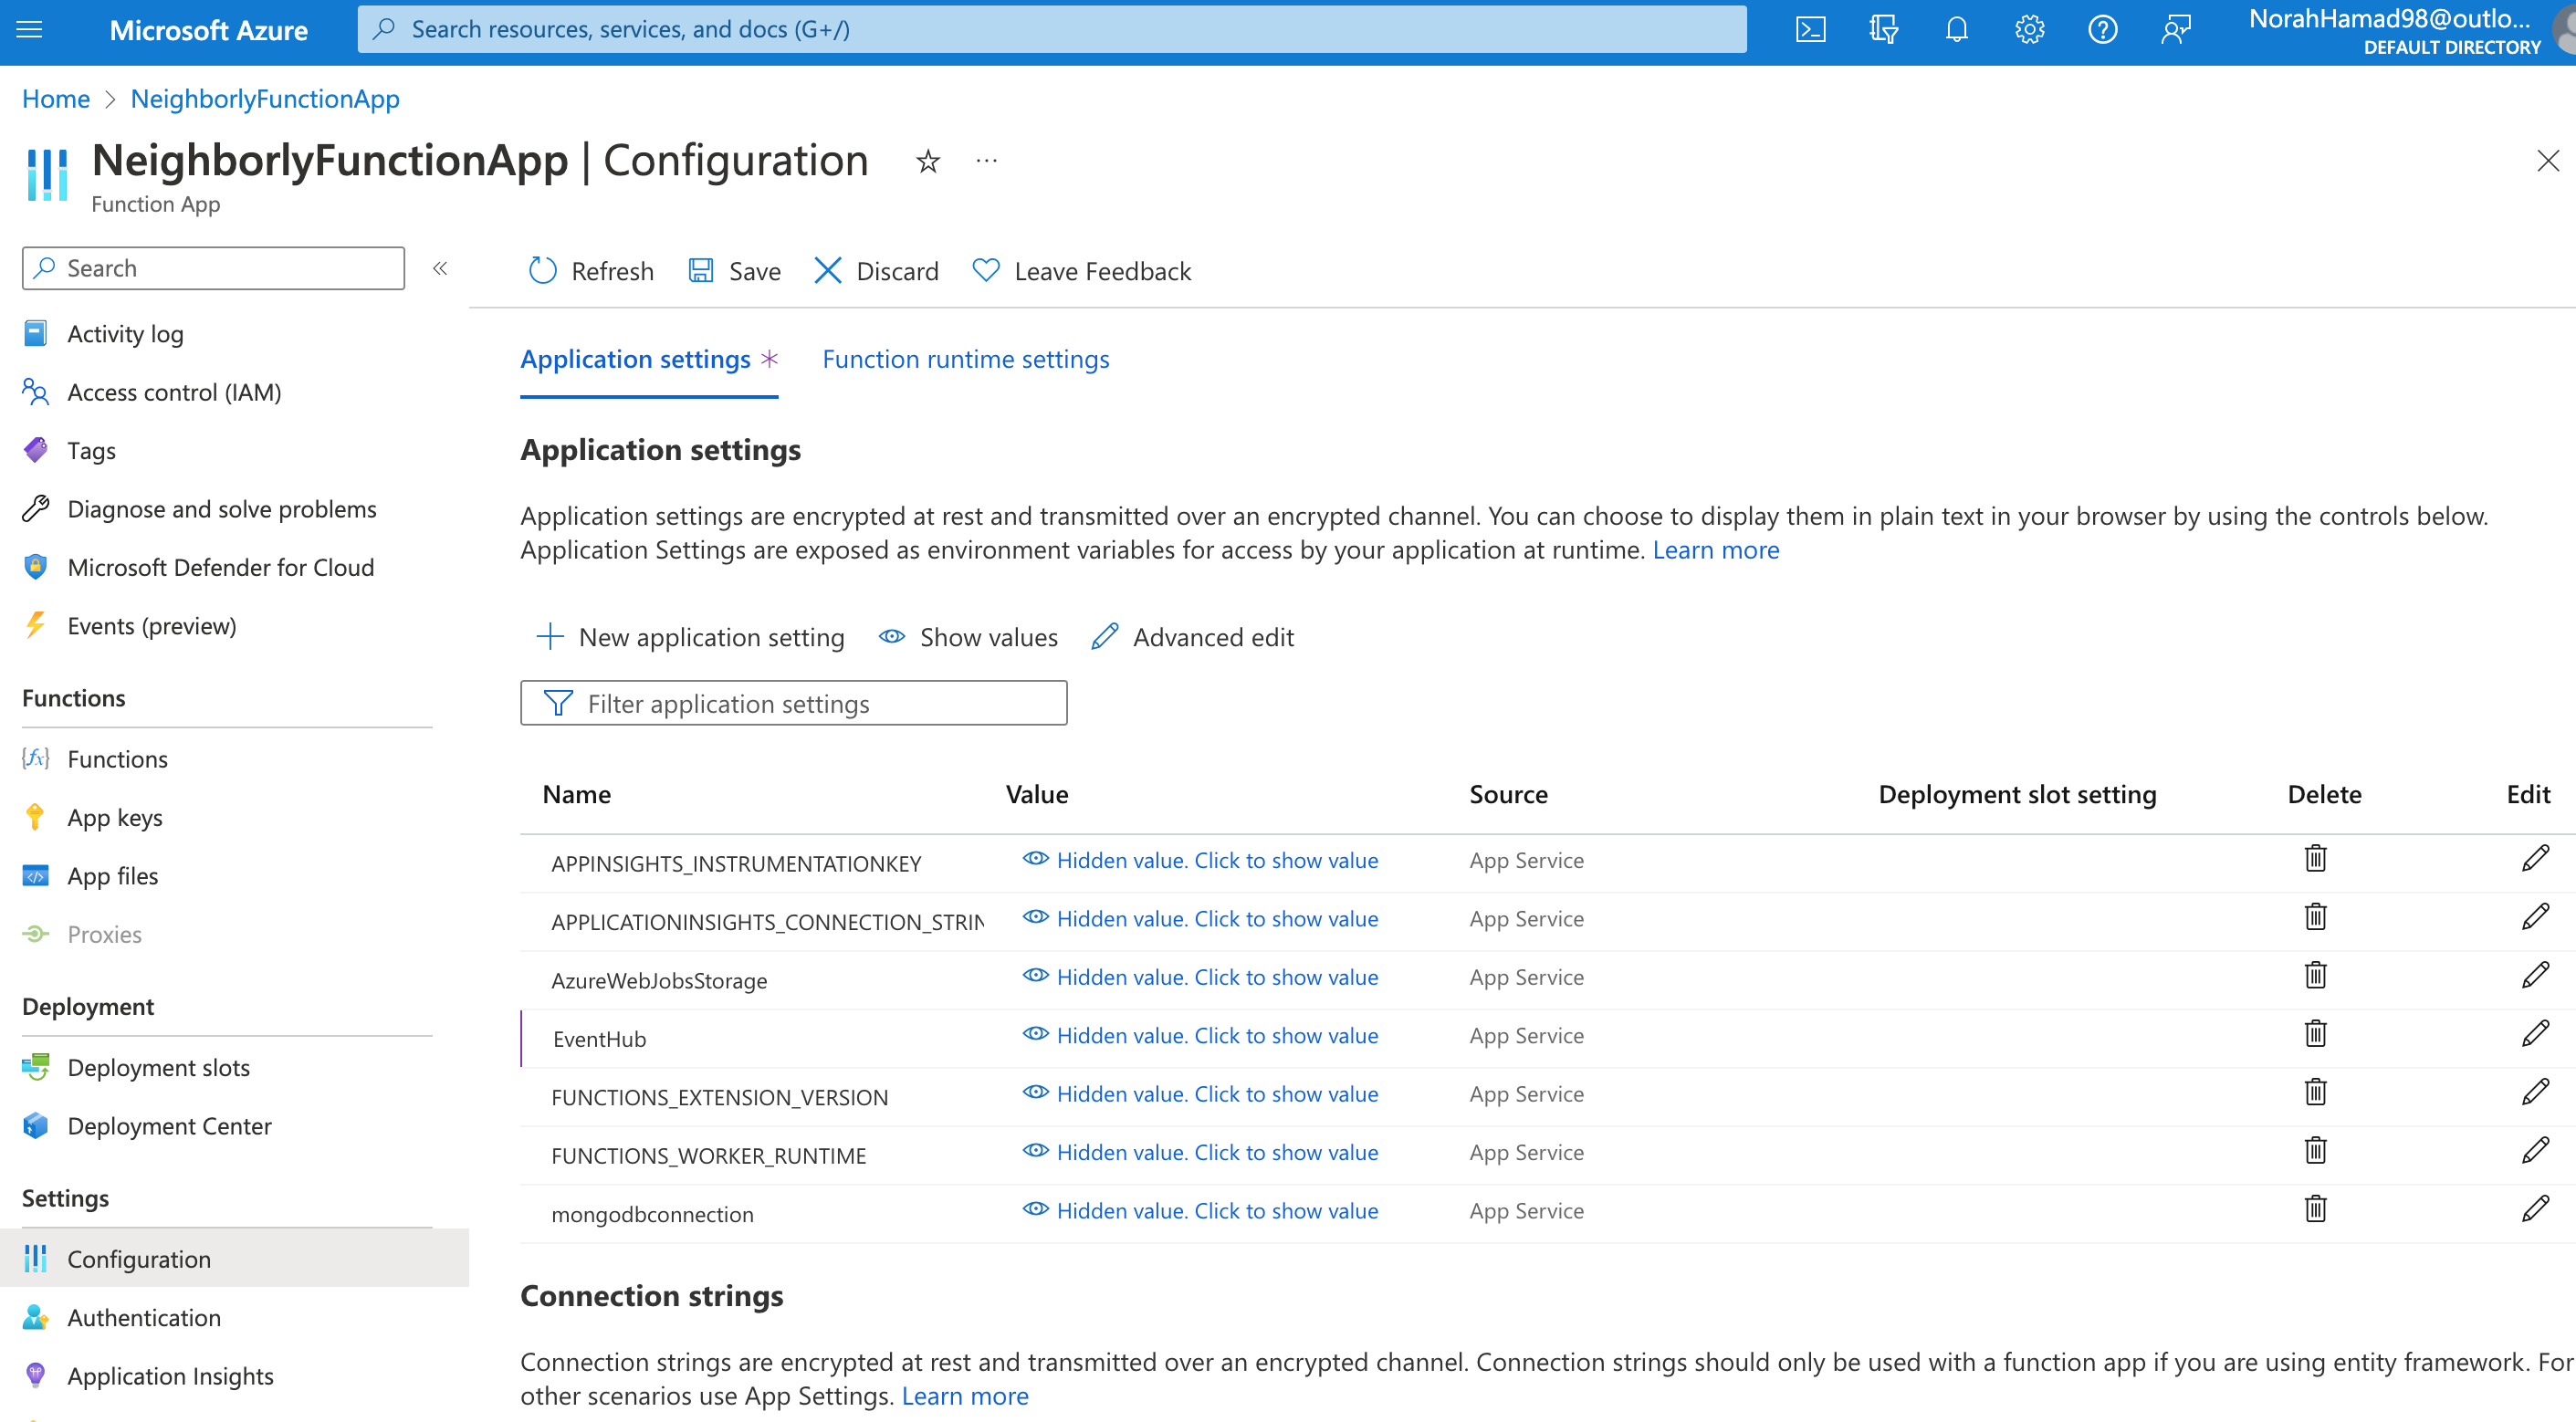 Microsoft Azure
Search resources, services, and docs (G+/)
NorahHamad98@outlo...
DEFAULT DIRECTORY
Home > NeighborlyFunctionApp
NeighborlyFunctionApp | Configuration
Function App
Search
Activity log
Access control (IAM)
Tags
Diagnose and solve problems
Microsoft Defender for Cloud
Events (preview)
Functions
Functions
App keys
App files
Proxies
Deployment
Deployment slots
Deployment Center
Settings
Configuration
Authentication
Application Insights
Refresh Save Discard Leave Feedback
Application settings * Function runtime settings
Application settings
Application settings are encrypted at rest and transmitted over an encrypted channel. You can choose to display them in plain text in your browser by using the controls below.
Application Settings are exposed as environment variables for access by your application at runtime. Learn more
New application setting Show values Advanced edit
Filter application settings
Name Value Source Deployment slot setting Delete Edit
APPINSIGHTS_INSTRUMENTATIONKEY Hidden value. Click to show value App Service
APPLICATIONINSIGHTS_CONNECTION_STRIN Hidden value. Click to show value App Service
AzureWebJobsStorage Hidden value. Click to show value App Service
EventHub Hidden value. Click to show value App Service
FUNCTIONS_EXTENSION_VERSION Hidden value. Click to show value App Service
FUNCTIONS_WORKER_RUNTIME Hidden value. Click to show value App Service
mongodbconnection Hidden value. Click to show value App Service
Connection strings
Connection strings are encrypted at rest and transmitted over an encrypted channel. Connection strings should only be used with a function app if you are using entity framework. For
other scenarios use App Settings. Learn more